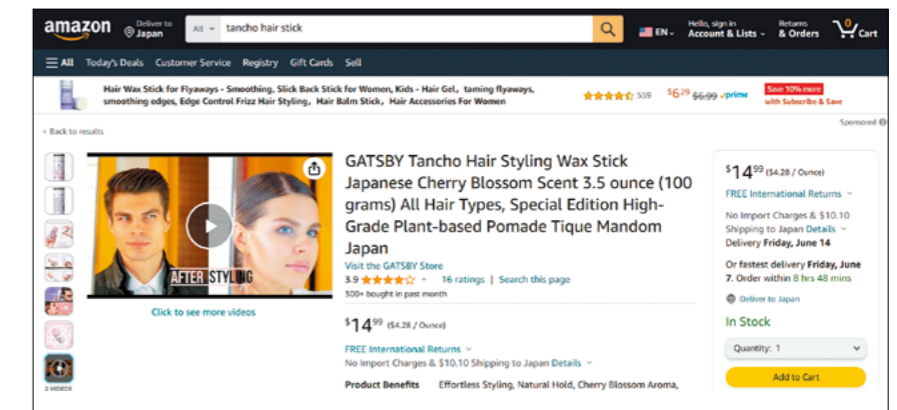 amazon
Deliver to
Japan
All
tancho hair stick
EN
Hello, sign in
Account & Lists
Returns
& Orders
0
Cart
All Today's Deals Customer Service Registry Gift Cards Sell
Hair Wax Stick for Flyaways - Smoothing, Slick Back Stick for Women, Kids - Hair Gel, taming flyaways,
smoothing edges, Edge Control Frizz Hair Styling, Hair Balm Stick, Hair Accessories For Women
559
$6.29 $6.99 prime
Save 10% more
with Subscribe & Save
Sponsored
‹ Back to results
AFTER STYLING
Click to see more videos
2 VIDEOS
GATSBY Tancho Hair Styling Wax Stick
Japanese Cherry Blossom Scent 3.5 ounce (100
grams) All Hair Types, Special Edition High-
Grade Plant-based Pomade Tique Mandom
Japan
Visit the GATSBY Store
3.9 16 ratings | Search this page
300+ bought in past month
$14.99 ($4.28 / Ounce)
FREE International Returns
No Import Charges & $10.10 Shipping to Japan Details
Product Benefits Effortless Styling, Natural Hold, Cherry Blossom Aroma,
$14.99 ($4.28 / Ounce)
FREE International Returns
No Import Charges & $10.10
Shipping to Japan Details
Delivery Friday, June 14
Or fastest delivery Friday, June
7. Order within 8 hrs 48 mins
Deliver to Japan
In Stock
Quantity: 1
Add to Cart